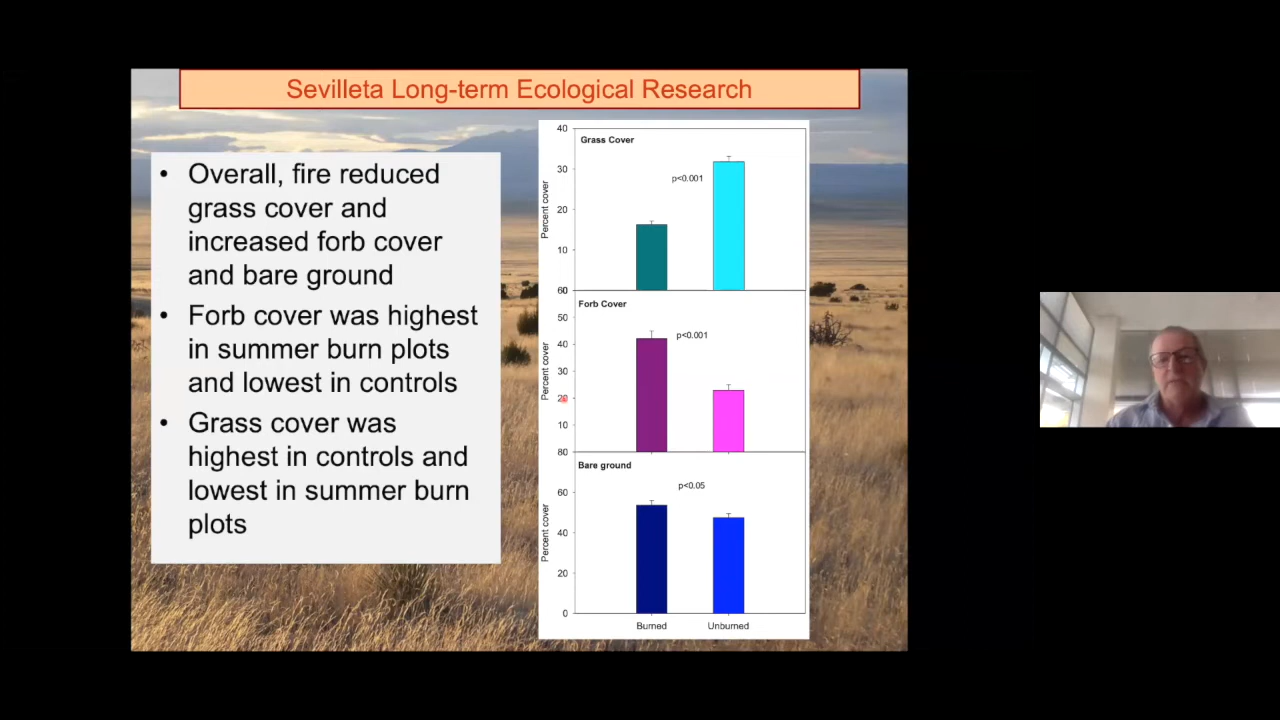 Sevilleta Long-term Ecological Research
• Overall, fire reduced
grass cover and
increased forb cover
and bare ground
• Forb cover was highest
in summer burn plots
and lowest in controls
• Grass cover was
highest in controls and
lowest in summer burn
plots
40
Grass Cover
30
p<0.001
Percent cover
20
10
60
Forb Cover
50
p<0.001
40
Percent cover
30
20
10
80
Bare ground
p<0.05
60
Percent cover
40
20
0
Burned Unburned